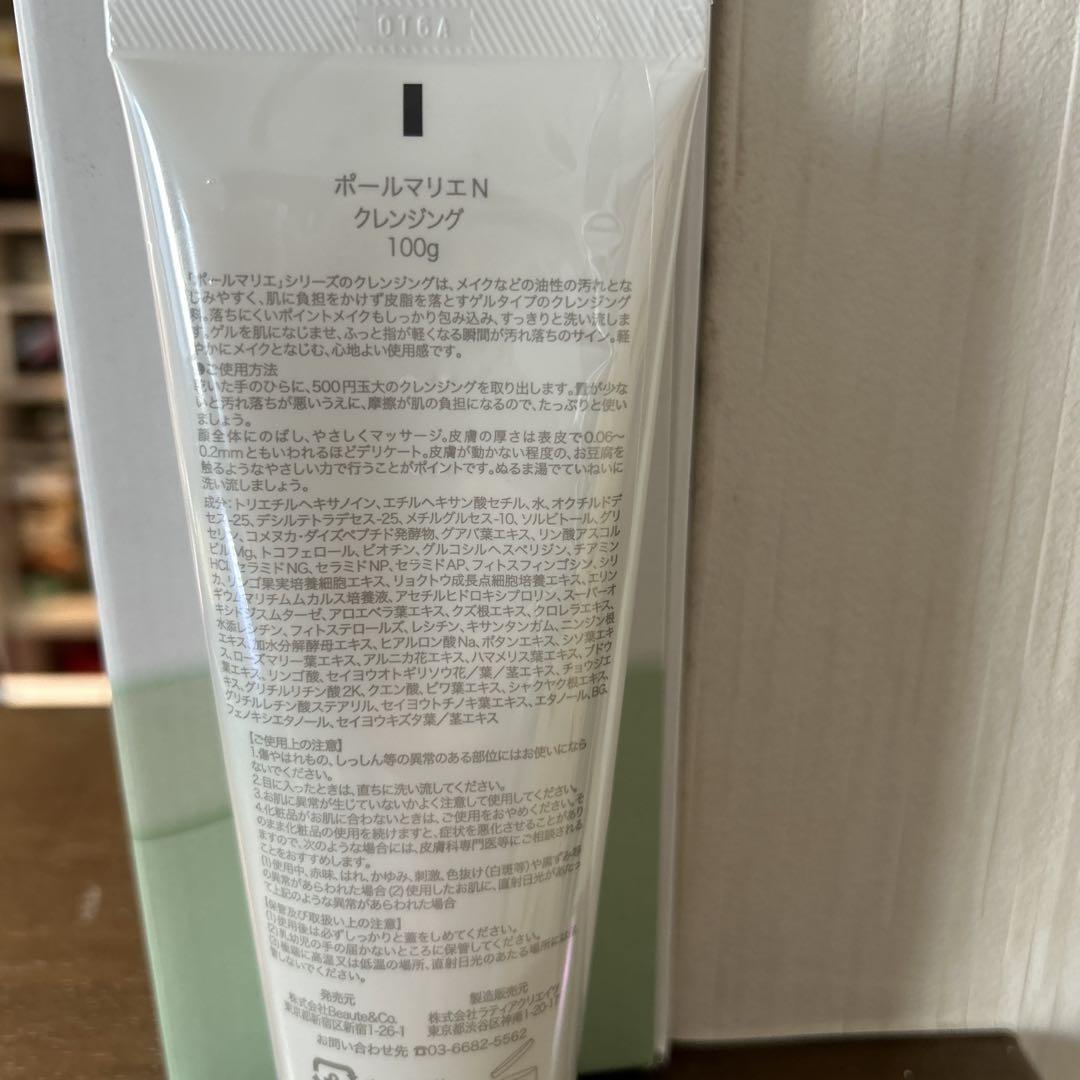 OTGA
ポールマリエN
クレンジング
100g
「ポールマリエ」シリーズのクレンジングは、メイクなどの油性の汚れとな
じみやすく、肌に負担をかけず皮脂を落とすゲルタイプのクレンジング
料。落ちにくいポイントメイクもしっかり包み込み、すっきりと洗い流しま
す。ゲルを肌になじませ、ふっと指が軽くなる瞬間が汚れ落ちのサイン。軽
やかにメイクとなじむ、心地よい使用感です。
●ご使用方法
乾いた手のひらに、500円玉大のクレンジングを取り出します。量が少な
いと汚れ落ちが悪いうえに、摩擦が肌の負担になるので、たっぷりと使い
ましょう。
顔全体にのばし、やさしくマッサージ。皮膚の厚さは表皮で0.06〜
0.2mmともいわれるほどデリケート。皮膚が動かない程度の、お豆腐を
触るようなやさしい力で行うことがポイントです。ぬるま湯でていねいに
洗い流しましょう。
成分:トリエチルヘキサノイン、エチルヘキサン酸セチル、水、オクチルドデ
セス-25、デシルテトラデセス-25、メチルグルセス-10、ソルビトール、グリ
セリン、コメヌカ・ダイズペプチド発酵物、グアバ葉エキス、リン酸アスコル
ビルMg、トコフェロール、ビオチン、グルコシルヘスペリジン、チアミン
HCl、セラミドNG、セラミドNP、セラミドAP、フィトスフィンゴシン、シリ
カ、リンゴ果実培養細胞エキス、リョクトウ成長点細胞培養エキス、エリン
ギウムマリチムムカルス培養液、アセチルヒドロキシプロリン、スーパーオ
キシドジスムターゼ、アロエベラ葉エキス、クズ根エキス、クロレラエキス、
水添レシチン、フィトステロールズ、レシチン、キサンタンガム、ニンジン根
エキス、加水分解酵母エキス、ヒアルロン酸Na、ボタンエキス、シソ葉エキ
ス、ローズマリー葉エキス、アルニカ花エキス、ハマメリス葉エキス、ブドウ
葉エキス、リンゴ酸、セイヨウオトギリソウ花/葉/茎エキス、チョウジエ
キス、グリチルリチン酸2K、クエン酸、ビワ葉エキス、シャクヤク根エキス、
グリチルレチン酸ステアリル、セイヨウトチノキ葉エキス、エタノール、BG、
フェノキシエタノール、セイヨウキズタ葉/茎エキス
【ご使用上の注意】
1.傷やはれもの、しっしん等の異常のある部位にはお使いになら
ないでください。
2.目に入ったときは、直ちに洗い流してください。
3.お肌に異常が生じていないかよく注意して使用してください。
4.化粧品がお肌に合わないときは、ご使用をおやめください。そ
のまま化粧品の使用を続けますと、症状を悪化させることがあり
ますので、次のような場合には、皮膚科専門医等にご相談される
ことをおすすめします。
(1)使用中、赤味、はれ、かゆみ、刺激、色抜け(白斑等)や黒ずみ等
の異常があらわれた場合(2)使用したお肌に、直射日光があたっ
て上記のような異常があらわれた場合
【保管及び取扱い上の注意】
(1)使用後は必ずしっかりと蓋をしめてください。
(2)乳幼児の手の届かないところに保管してください。
(3)極端に高温又は低温の場所、直射日光のあたる場所には保
管しないでください。
発売元
株式会社Beaute&Co.
東京都新宿区新宿1-26-1
製造販売元
株式会社ラティアクリエイツ
東京都渋谷区神南1-20-17
お問い合わせ先 ☎03-6682-5562